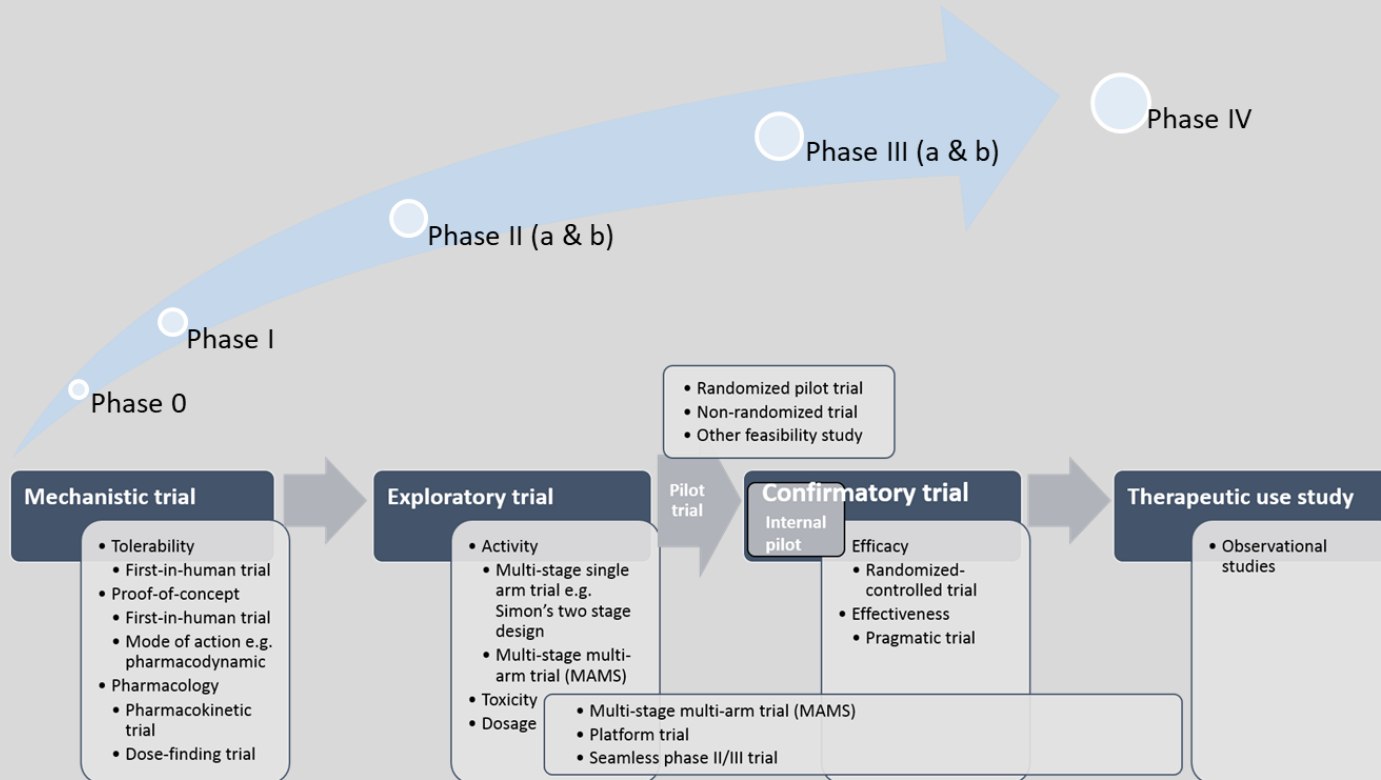 Phase IV
Phase III (a & b)
Phase II (a & b)
Phase I
Phase 0
• Randomized pilot trial
• Non-randomized trial
• Other feasibility study
Mechanistic trial
• Tolerability
• First-in-human trial
• Proof-of-concept
• First-in-human trial
• Mode of action e.g.
pharmacodynamic
• Pharmacology
• Pharmacokinetic
trial
• Dose-finding trial
Exploratory trial
• Activity
• Multi-stage single
arm trial e.g.
Simon's two stage
design
• Multi-stage multi-
arm trial (MAMS)
• Toxicity
• Dosage
Pilot
trial
Confirmatory trial
Internal
pilot
Efficacy
• Randomized-
controlled trial
• Effectiveness
• Pragmatic trial
• Multi-stage multi-arm trial (MAMS)
• Platform trial
• Seamless phase II/III trial
Therapeutic use study
• Observational
studies